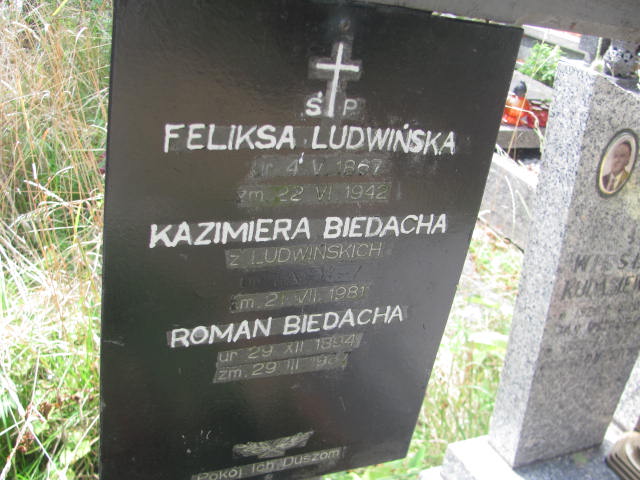 Ś P
FELIKSA LUDWIŃSKA
ur 4 V 1867
zm. 22 VI 1942
KAZIMIERA BIEDACHA
z LUDWIŃSKICH
zm. 21 VII 1981
ROMAN BIEDACHA
ur 29 XII 1894
zm. 29 III
Pokój Ich Duszom